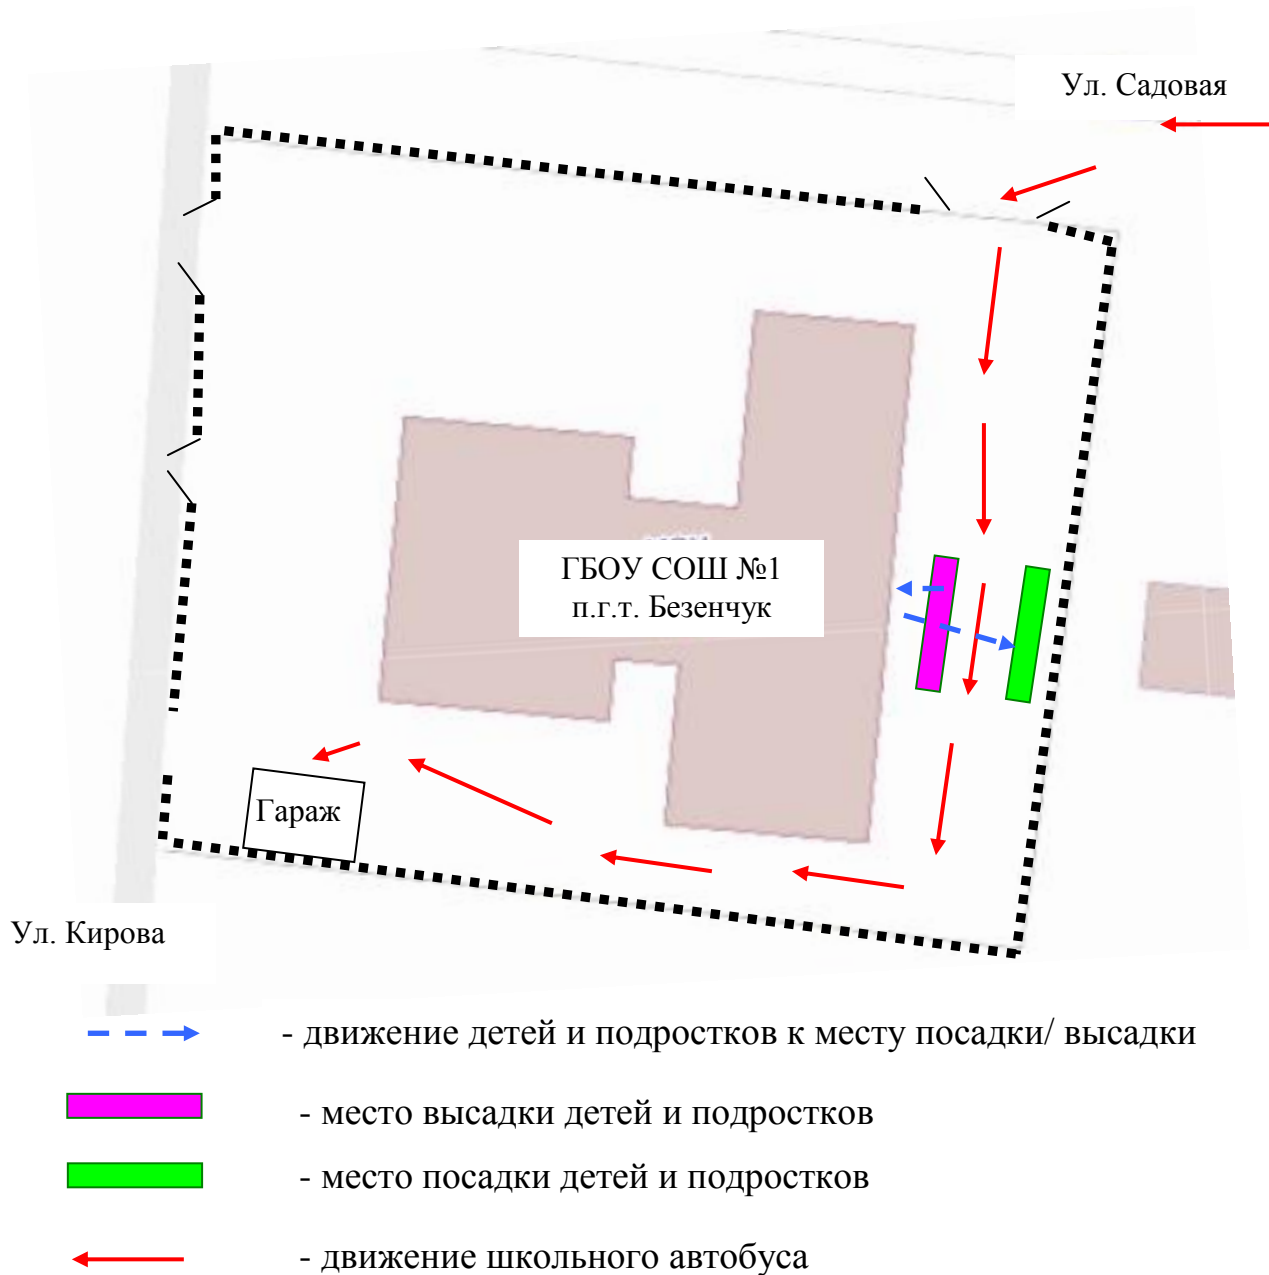 Ул. Садовая
ГБОУ СОШ №1
п.г.т. Безенчук
Гараж
Ул. Кирова
- движение детей и подростков к месту посадки/ высадки
- место высадки детей и подростков
- место посадки детей и подростков
- движение школьного автобуса